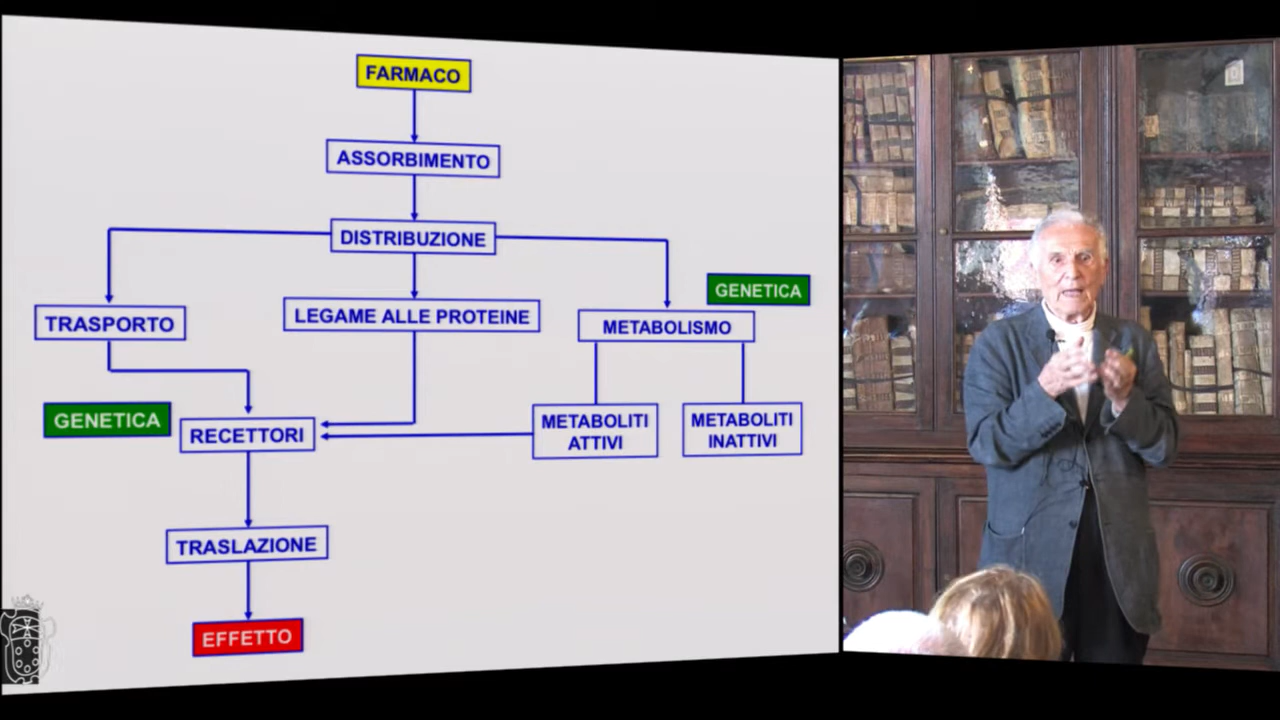 FARMACO
ASSORBIMENTO
DISTRIBUZIONE
GENETICA
TRASPORTO
LEGAME ALLE PROTEINE
METABOLISMO
GENETICA
RECETTORI
METABOLITI
ATTIVI
METABOLITI
INATTIVI
TRASLAZIONE
EFFETTO